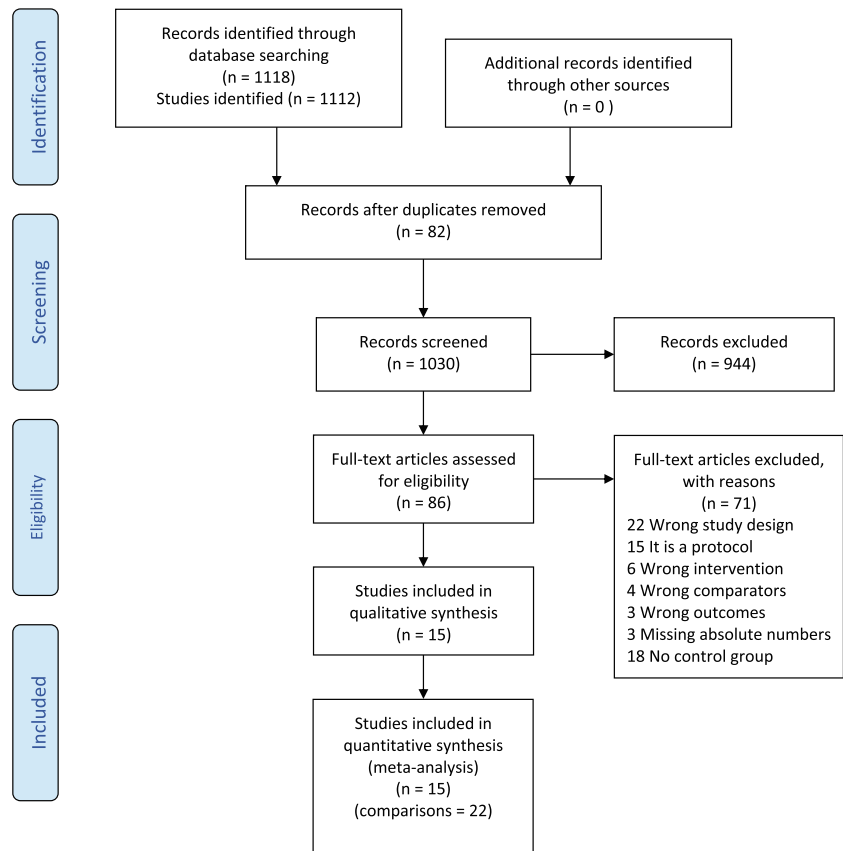 Identification
Records identified through
database searching
(n = 1118)
Studies identified (n = 1112)
Additional records identified
through other sources
(n = 0 )
Records after duplicates removed
(n = 82)
Screening
Records screened
(n = 1030)
Records excluded
(n = 944)
Eligibility
Full-text articles assessed
for eligibility
(n = 86)
Full-text articles excluded,
with reasons
(n = 71)
22 Wrong study design
15 It is a protocol
6 Wrong intervention
4 Wrong comparators
3 Wrong outcomes
3 Missing absolute numbers
18 No control group
Studies included in
qualitative synthesis
(n = 15)
Included
Studies included in
quantitative synthesis
(meta-analysis)
(n = 15)
(comparisons = 22)